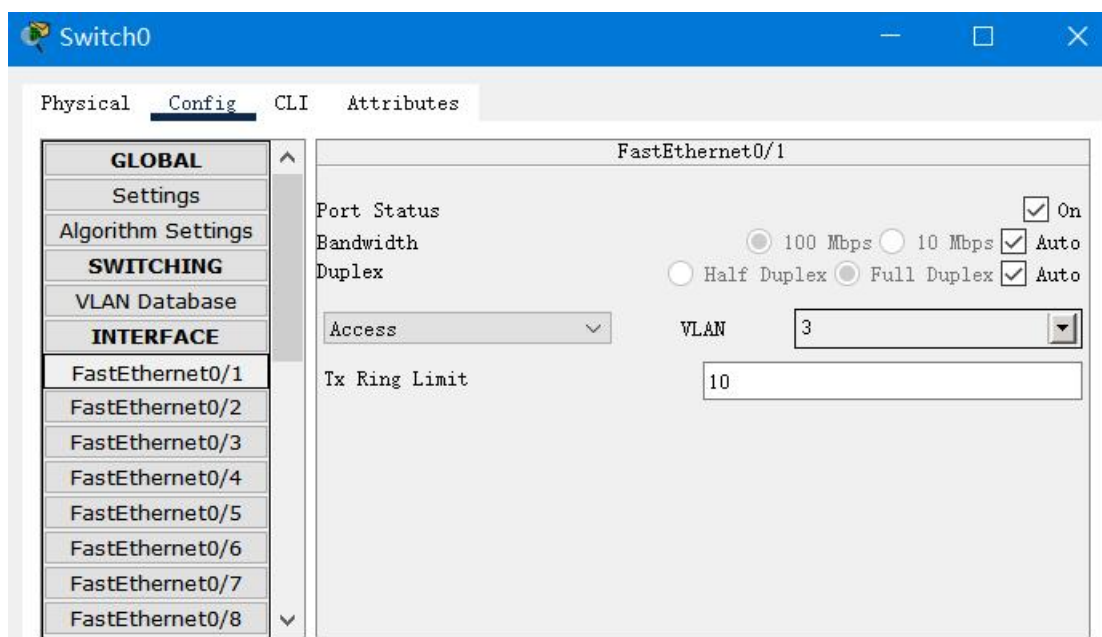 Switch0
Physical Config CLI Attributes
GLOBAL
Settings
Algorithm Settings
SWITCHING
VLAN Database
INTERFACE
FastEthernet0/1
FastEthernet0/2
FastEthernet0/3
FastEthernet0/4
FastEthernet0/5
FastEthernet0/6
FastEthernet0/7
FastEthernet0/8
FastEthernet0/1
Port Status On
Bandwidth 100 Mbps 10 Mbps Auto
Duplex Half Duplex Full Duplex Auto
Access VLAN 3
Tx Ring Limit 10